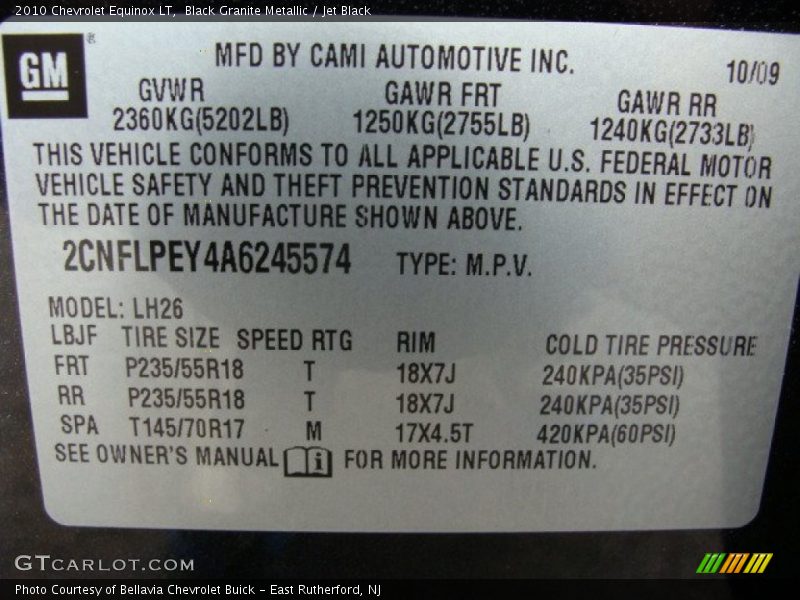 2010 Chevrolet Equinox LT,  Black Granite Metallic / Jet Black
GM®
MFD BY CAMI AUTOMOTIVE INC.
10/09
GVWR GAWR FRT GAWR RR
2360KG(5202LB) 1250KG(2755LB) 1240KG(2733LB)
THIS VEHICLE CONFORMS TO ALL APPLICABLE U.S. FEDERAL MOTOR
VEHICLE SAFETY AND THEFT PREVENTION STANDARDS IN EFFECT ON
THE DATE OF MANUFACTURE SHOWN ABOVE.
2CNFLPEY4A6245574 TYPE: M.P.V.
MODEL: LH26
LBJF TIRE SIZE SPEED RTG RIM COLD TIRE PRESSURE
FRT P235/55R18 T 18X7J 240KPA(35PSI)
RR P235/55R18 T 18X7J 240KPA(35PSI)
SPA T145/70R17 M 17X4.5T 420KPA(60PSI)
SEE OWNER'S MANUAL i FOR MORE INFORMATION.
GTCARLOT.COM
Photo Courtesy of Bellavia Chevrolet Buick - East Rutherford, NJ